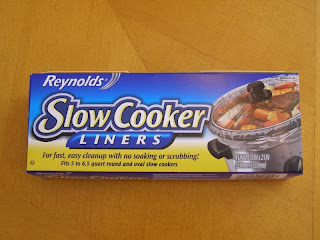 Reynolds
Slow Cooker
LINERS
For fast, easy cleanup with no soaking or scrubbing!
Fits 3 to 6.5 quart round and oval slow cookers